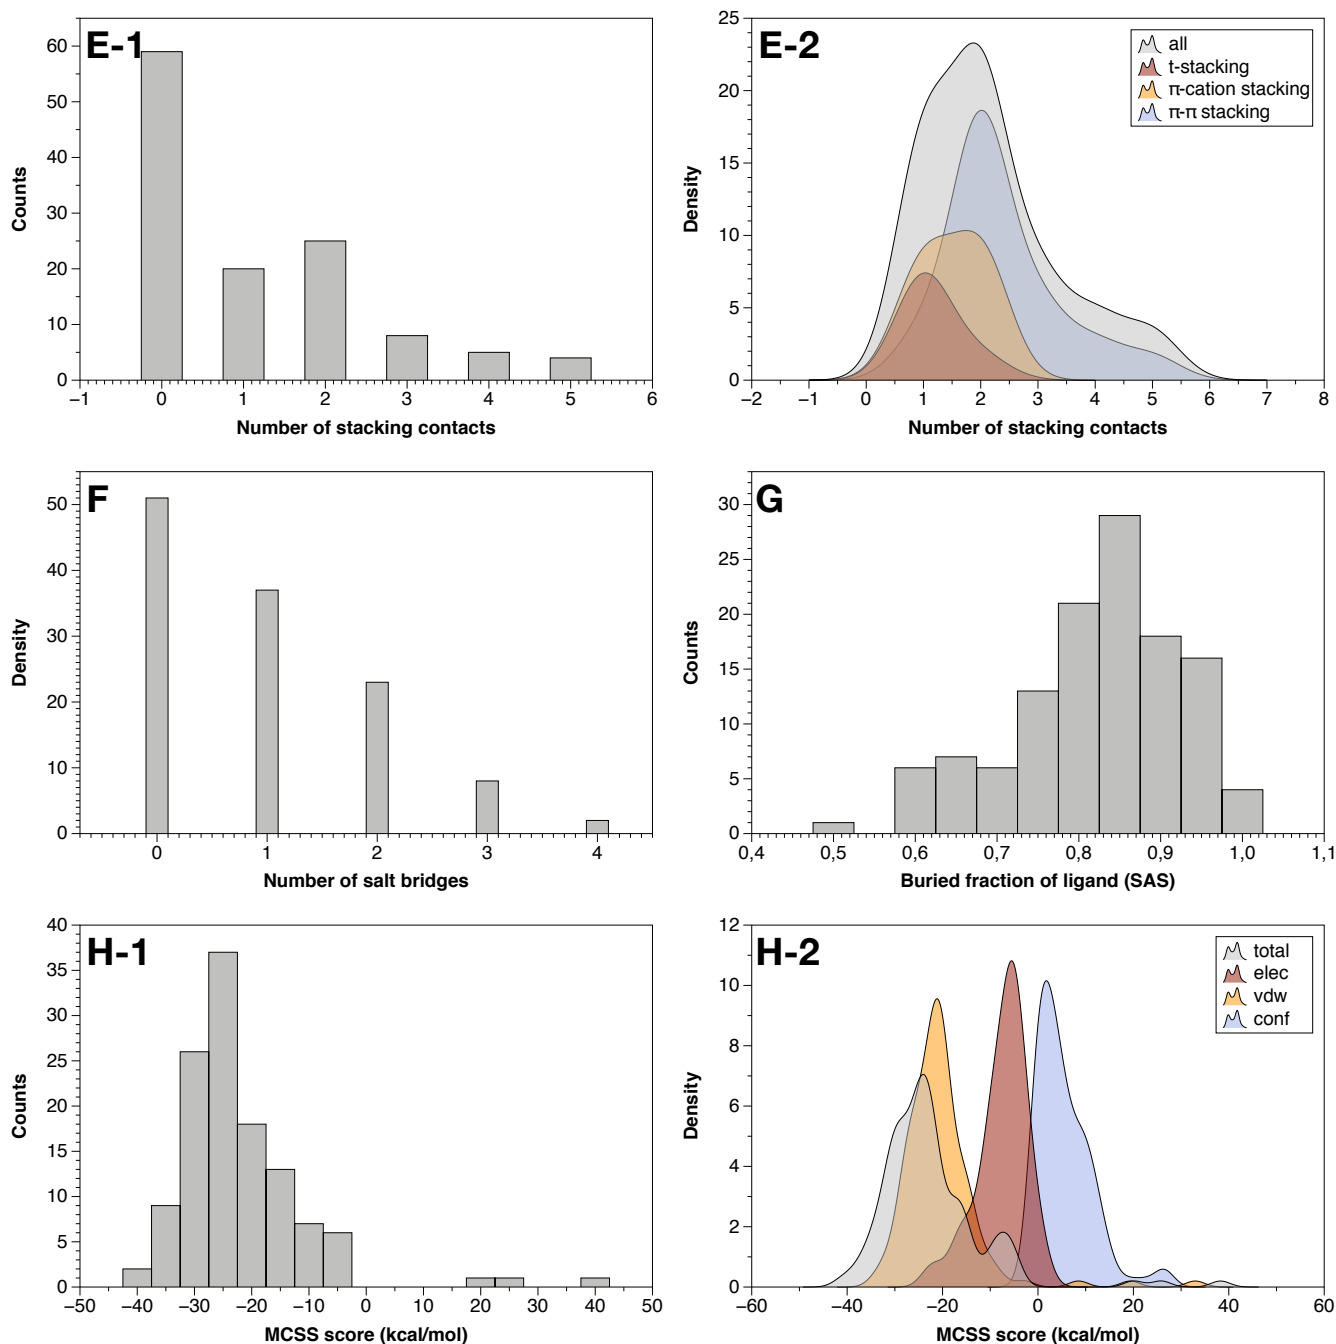 E-1
60
50
40
30
20
10
0
Counts
−1 0 1 2 3 4 5 6
Number of stacking contacts
E-2
25
20
15
10
5
0
Density
all
t-stacking
π-cation stacking
π-π stacking
−2 −1 0 1 2 3 4 5 6 7 8
Number of stacking contacts
F
50
40
30
20
10
0
Density
0 1 2 3 4
Number of salt bridges
G
30
25
20
15
10
5
0
Counts
0,4 0,5 0,6 0,7 0,8 0,9 1,0 1,1
Buried fraction of ligand (SAS)
H-1
40
35
30
25
20
15
10
5
0
Counts
−50 −40 −30 −20 −10 0 10 20 30 40 50
MCSS score (kcal/mol)
H-2
12
10
8
6
4
2
0
Density
total
elec
vdw
conf
−60 −40 −20 0 20 40 60
MCSS score (kcal/mol)